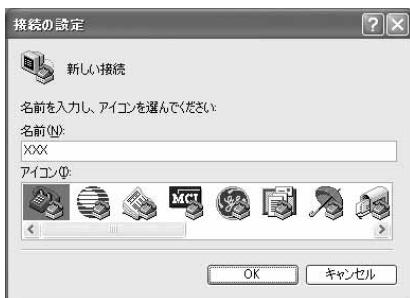 接続の設定
新しい接続
名前を入力し、アイコンを選んでください:
名前(N):
XXX
アイコン(I):
MCI
OK キャンセル